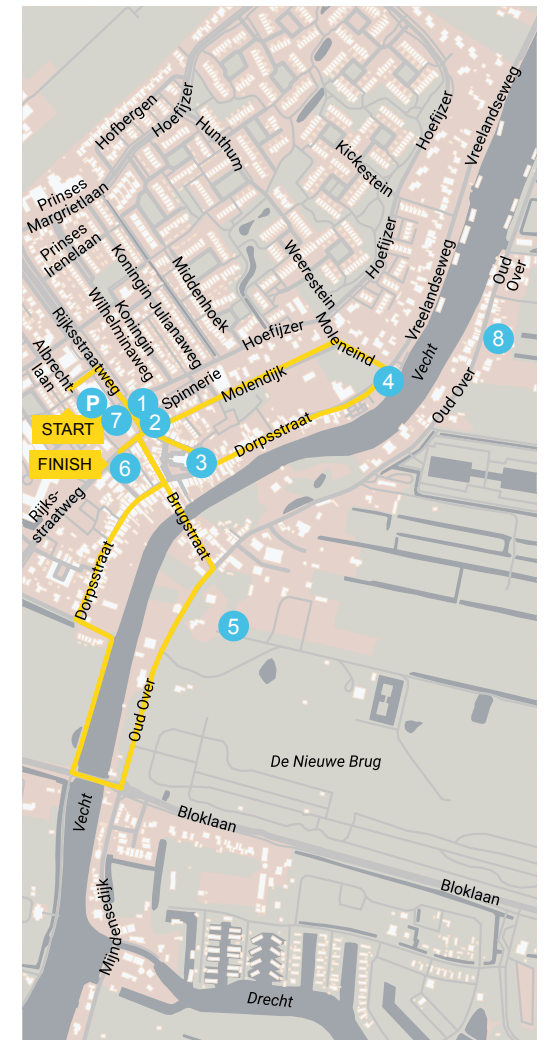 Hofbergen
Hoefijzer
Hunthum
Kickestein
Hoefijzer
Vreelandseweg
Prinses
Margrietlaan
Prinses
Irenelaan
Middenhoek
Weerestein
Hoefijzer
Vreelandseweg
Oud
Over
Koningin Julianaweg
Koningin
Wilhelminaweg
Rijksstraatweg
Albrecht-
laan
Hoefijzer
Moleneind
Vecht
8
Spinnerie
Molendijk
4
Oud Over
P
1
2
7
START
FINISH
6
3
Dorpsstraat
Rijks-
straatweg
Brugstraat
Dorpsstraat
5
Oud Over
De Nieuwe Brug
Vecht
Bloklaan
Bloklaan
Mijndensedijk
Drecht